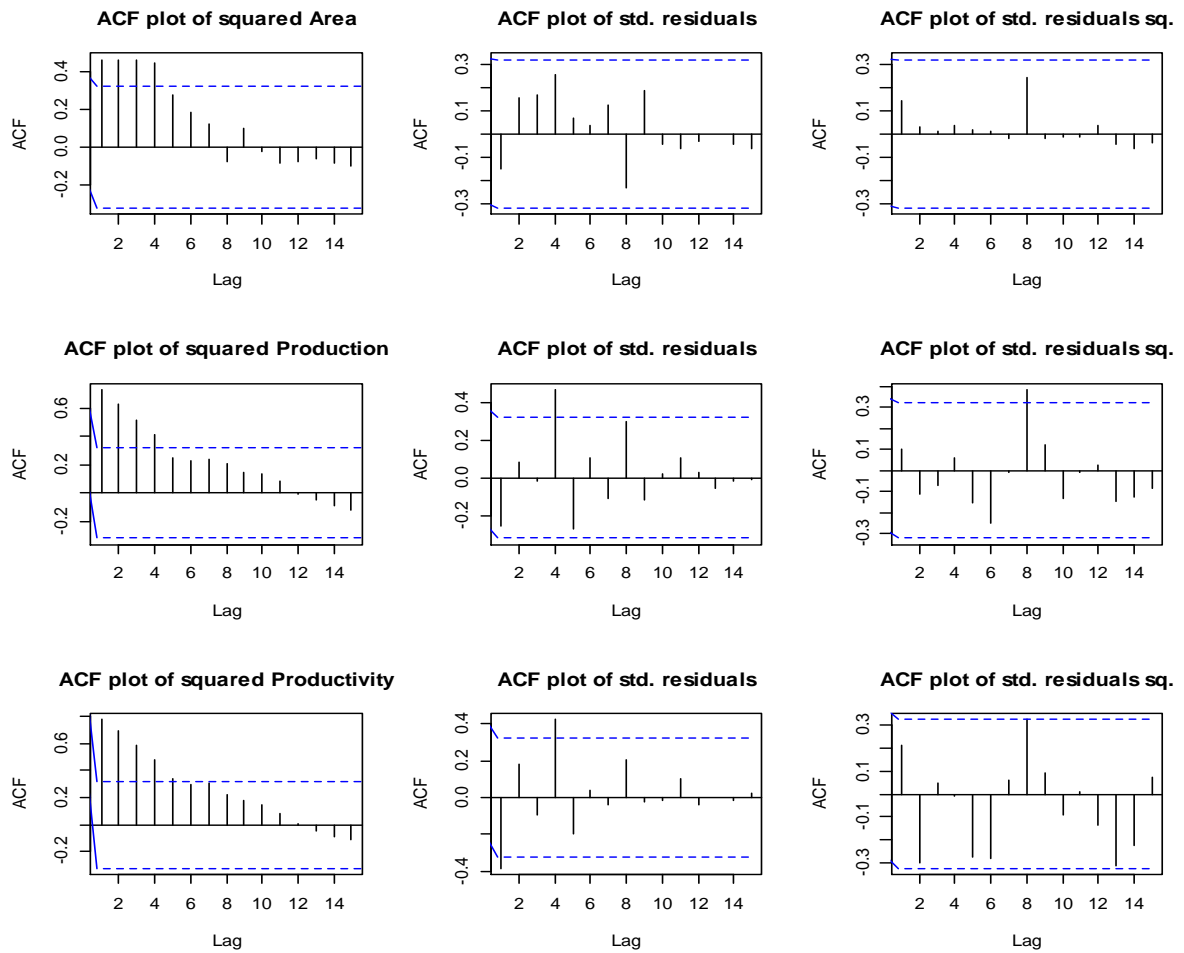 ACF plot of squared Area
ACF
0.4
0.2
0.0
-0.2
2 4 6 8 10 12 14
Lag
ACF plot of std. residuals
ACF
0.3
0.1
-0.1
-0.3
2 4 6 8 10 12 14
Lag
ACF plot of std. residuals sq.
ACF
0.3
0.1
-0.1
-0.3
2 4 6 8 10 12 14
Lag
ACF plot of squared Production
ACF
0.6
0.2
-0.2
2 4 6 8 10 12 14
Lag
ACF plot of std. residuals
ACF
0.4
0.2
0.0
-0.2
2 4 6 8 10 12 14
Lag
ACF plot of std. residuals sq.
ACF
0.3
0.1
-0.1
-0.3
2 4 6 8 10 12 14
Lag
ACF plot of squared Productivity
ACF
0.6
0.2
-0.2
2 4 6 8 10 12 14
Lag
ACF plot of std. residuals
ACF
0.4
0.2
0.0
-0.4
2 4 6 8 10 12 14
Lag
ACF plot of std. residuals sq.
ACF
0.3
0.1
-0.1
-0.3
2 4 6 8 10 12 14
Lag